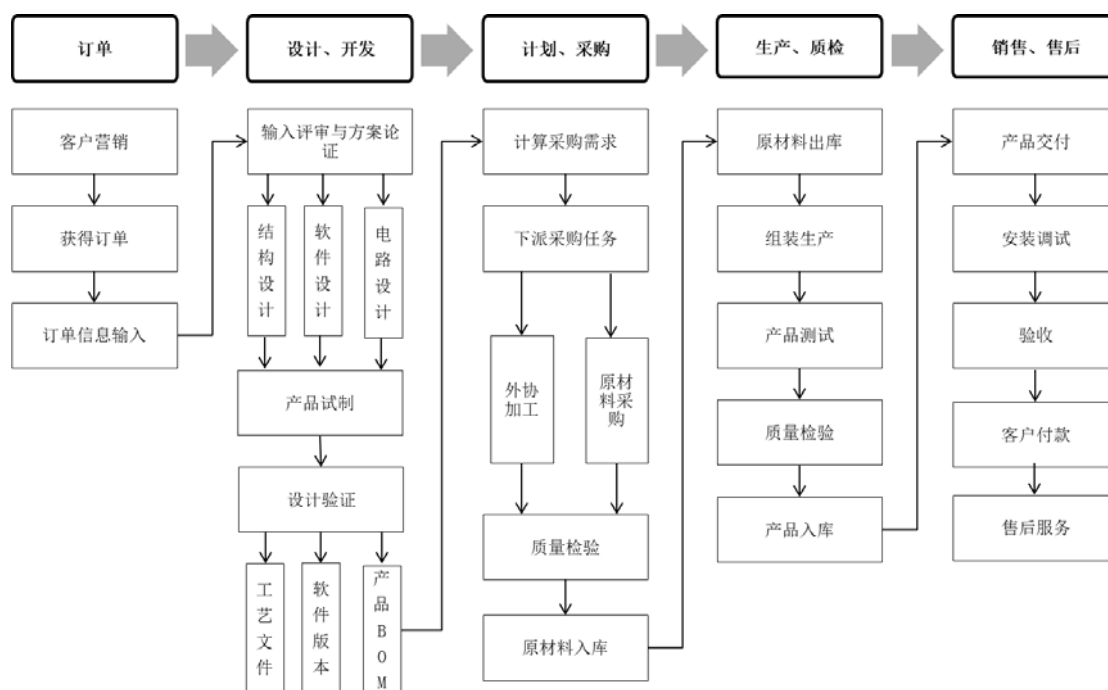 订单
设计、开发
计划、采购
生产、质检
销售、售后
客户营销
获得订单
订单信息输入
输入评审与方案论
证
结构设计
软件设计
电路设计
产品试制
设计验证
工艺文件
软件版本
产品BOM
计算采购需求
下派采购任务
外协
加工
原材
料采
购
质量检验
原材料入库
原材料出库
组装生产
产品测试
质量检验
产品入库
产品交付
安装调试
验收
客户付款
售后服务